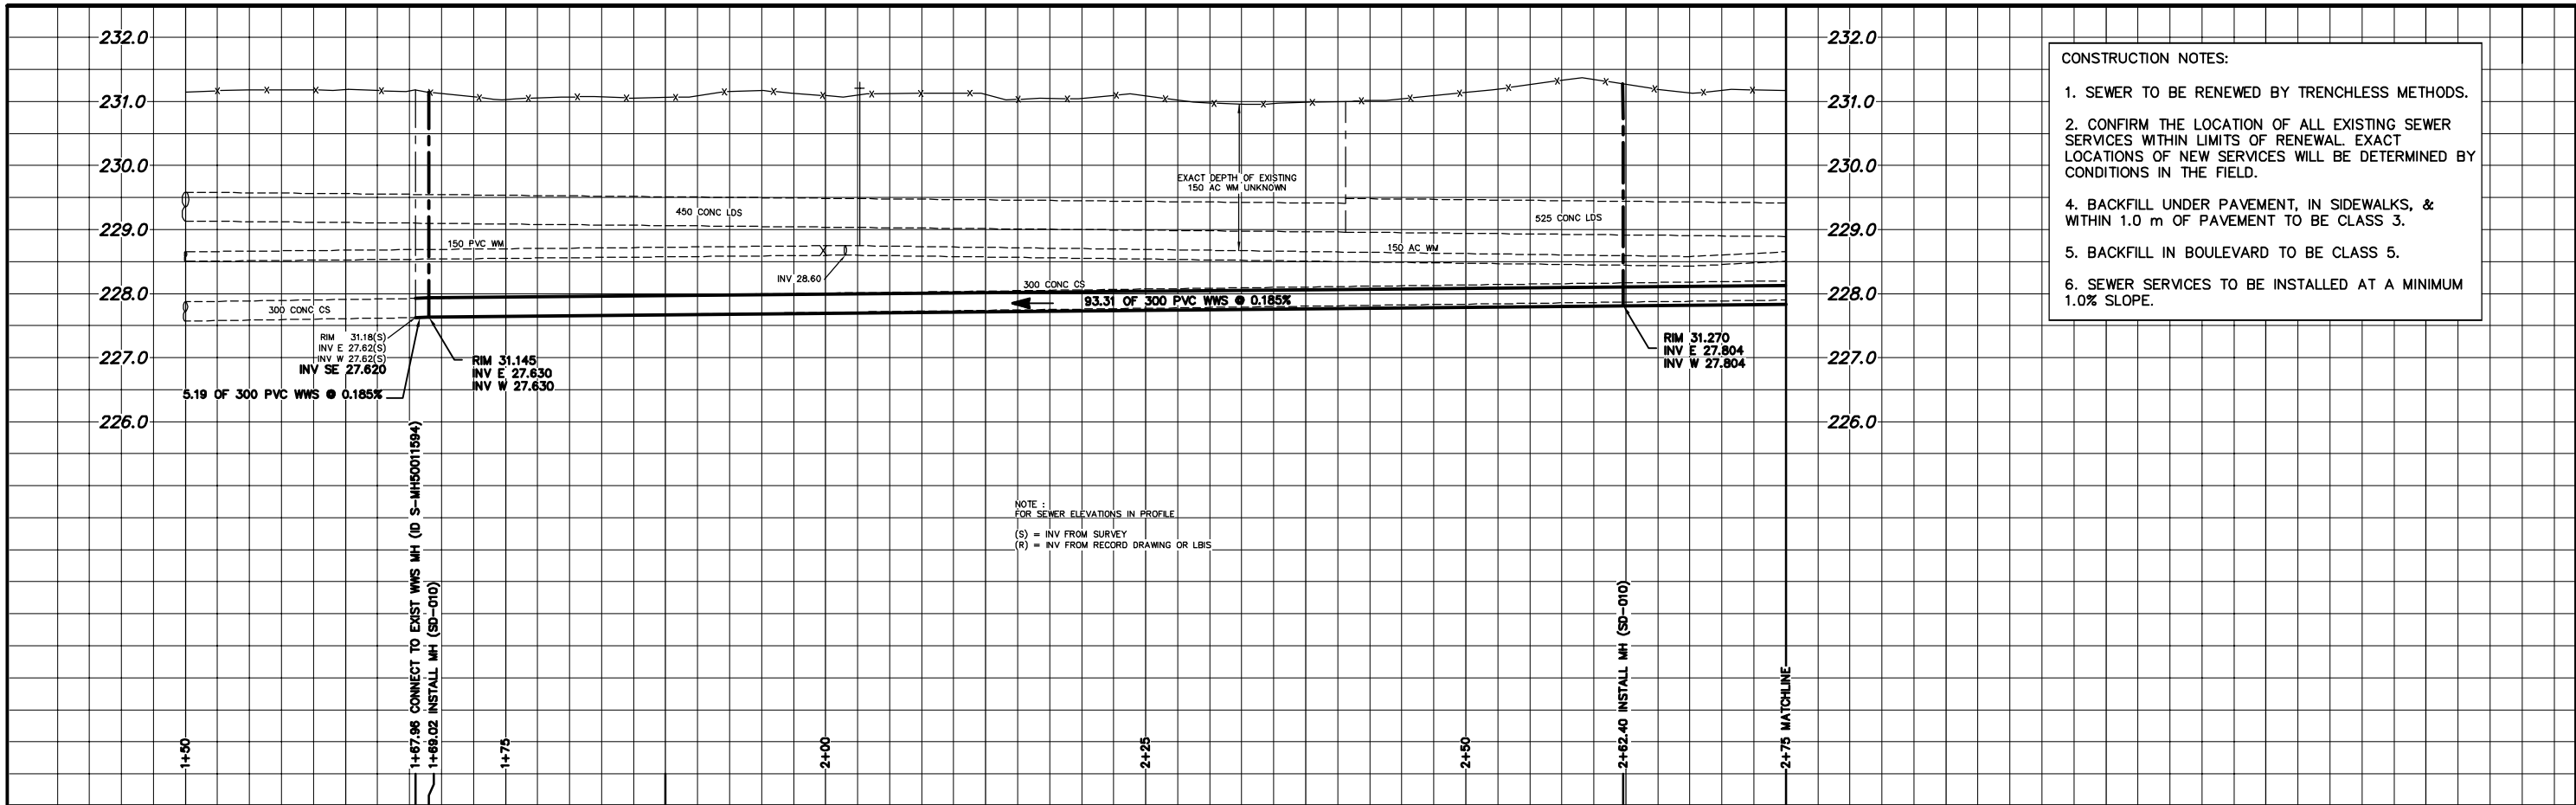 232.0
231.0
230.0
229.0
228.0
227.0
226.0
232.0
231.0
230.0
229.0
228.0
227.0
226.0
EXACT DEPTH OF EXISTING
150 AC WM UNKNOWN
450 CONC LDS
525 CONC LDS
150 PVC WM
150 AC WM
INV 28.60
300 CONC CS
93.31 OF 300 PVC WWS @ 0.185%
300 CONC CS
RIM 31.18(S)
INV E 27.62(S)
INV W 27.62(S)
INV SE 27.620
RIM 31.145
INV E 27.630
INV W 27.630
5.19 OF 300 PVC WWS @ 0.185%
RIM 31.270
INV E 27.804
INV W 27.804
NOTE :
FOR SEWER ELEVATIONS IN PROFILE
(S) = INV FROM SURVEY
(R) = INV FROM RECORD DRAWING OR LBIS
1+50
1+67.96 CONNECT TO EXIST WWS MH (ID S-MH50011594)
1+69.02 INSTALL MH (SD-010)
1+75
2+00
2+25
2+50
2+62.40 INSTALL MH (SD-010)
2+75 MATCHLINE
CONSTRUCTION NOTES:
1. SEWER TO BE RENEWED BY TRENCHLESS METHODS.
2. CONFIRM THE LOCATION OF ALL EXISTING SEWER
SERVICES WITHIN LIMITS OF RENEWAL. EXACT
LOCATIONS OF NEW SERVICES WILL BE DETERMINED BY
CONDITIONS IN THE FIELD.
4. BACKFILL UNDER PAVEMENT, IN SIDEWALKS, &
WITHIN 1.0 m OF PAVEMENT TO BE CLASS 3.
5. BACKFILL IN BOULEVARD TO BE CLASS 5.
6. SEWER SERVICES TO BE INSTALLED AT A MINIMUM
1.0% SLOPE.